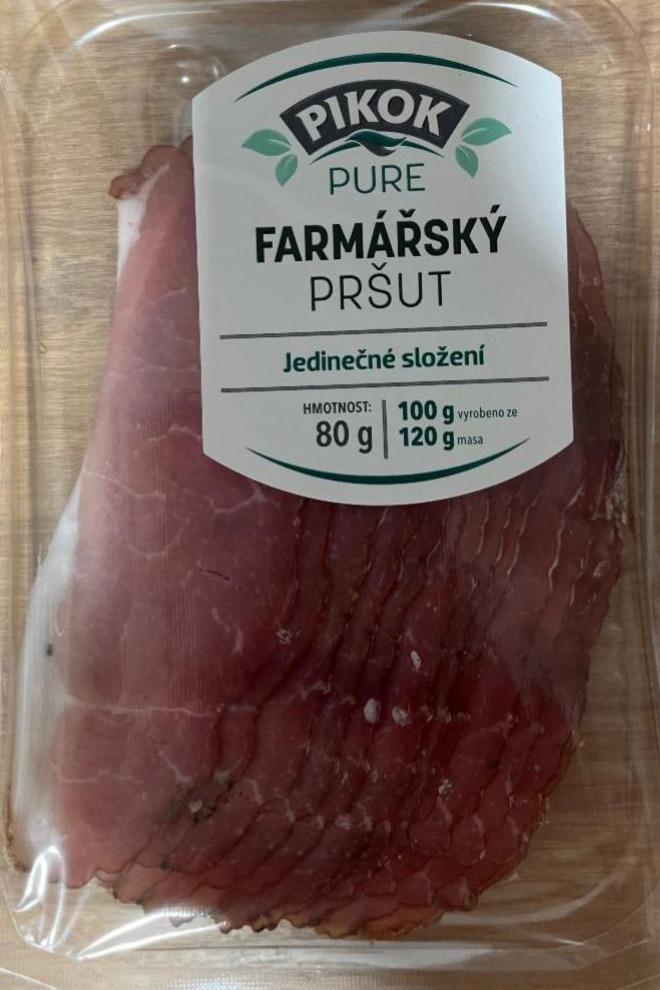 PIKOK
PURE
FARMÁŘSKÝ
PRŠUT
Jedinečné složení
HMOTNOST:
80 g
100 g vyrobeno ze
120 g masa